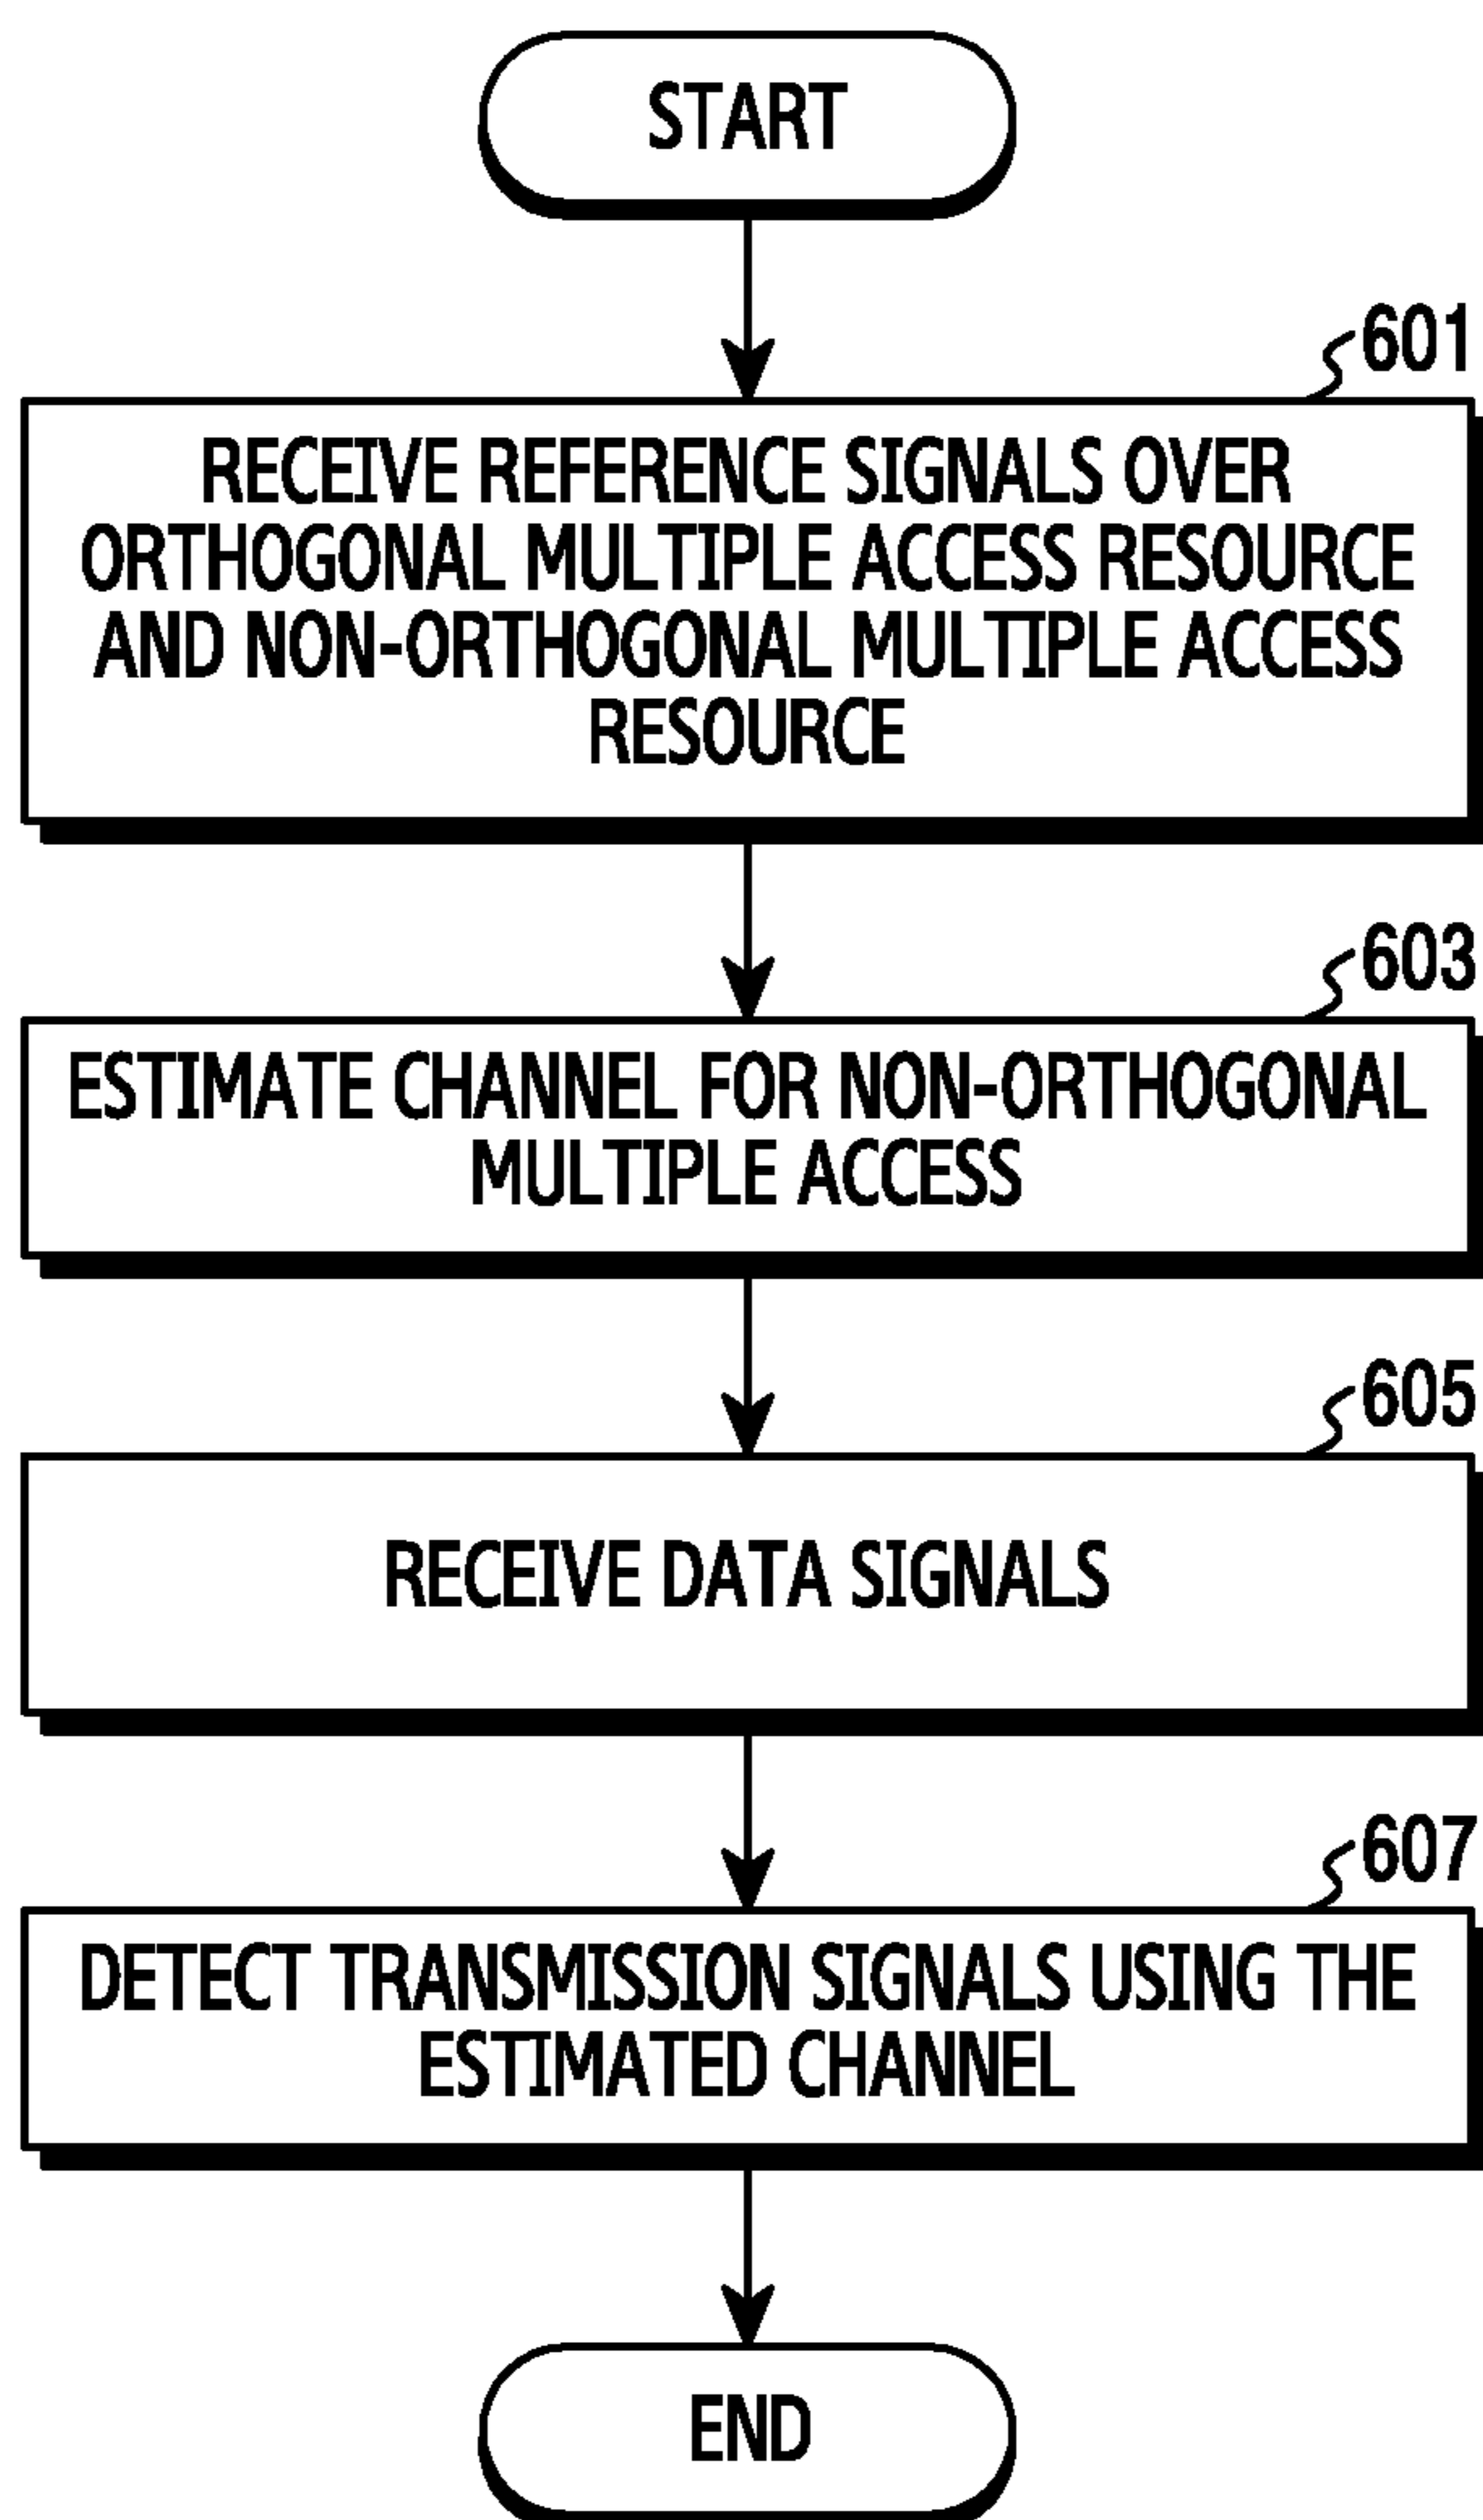 START
601
RECEIVE REFERENCE SIGNALS OVER
ORTHOGONAL MULTIPLE ACCESS RESOURCE
AND NON-ORTHOGONAL MULTIPLE ACCESS
RESOURCE
603
ESTIMATE CHANNEL FOR NON-ORTHOGONAL
MULTIPLE ACCESS
605
RECEIVE DATA SIGNALS
607
DETECT TRANSMISSION SIGNALS USING THE
ESTIMATED CHANNEL
END